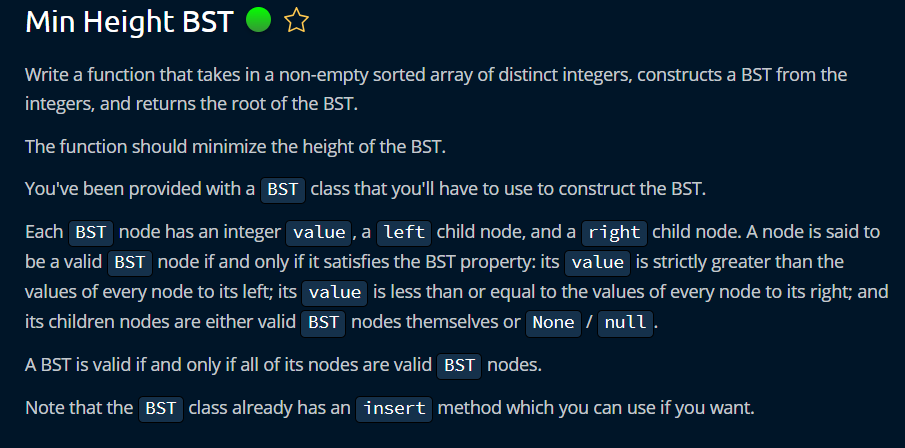 Min Height BST
Write a function that takes in a non-empty sorted array of distinct integers, constructs a BST from the
integers, and returns the root of the BST.
The function should minimize the height of the BST.
You've been provided with a BST class that you'll have to use to construct the BST.
Each BST node has an integer value, a left child node, and a right child node. A node is said to
be a valid BST node if and only if it satisfies the BST property: its value is strictly greater than the
values of every node to its left; its value is less than or equal to the values of every node to its right; and
its children nodes are either valid BST nodes themselves or None / null.
A BST is valid if and only if all of its nodes are valid BST nodes.
Note that the BST class already has an insert method which you can use if you want.